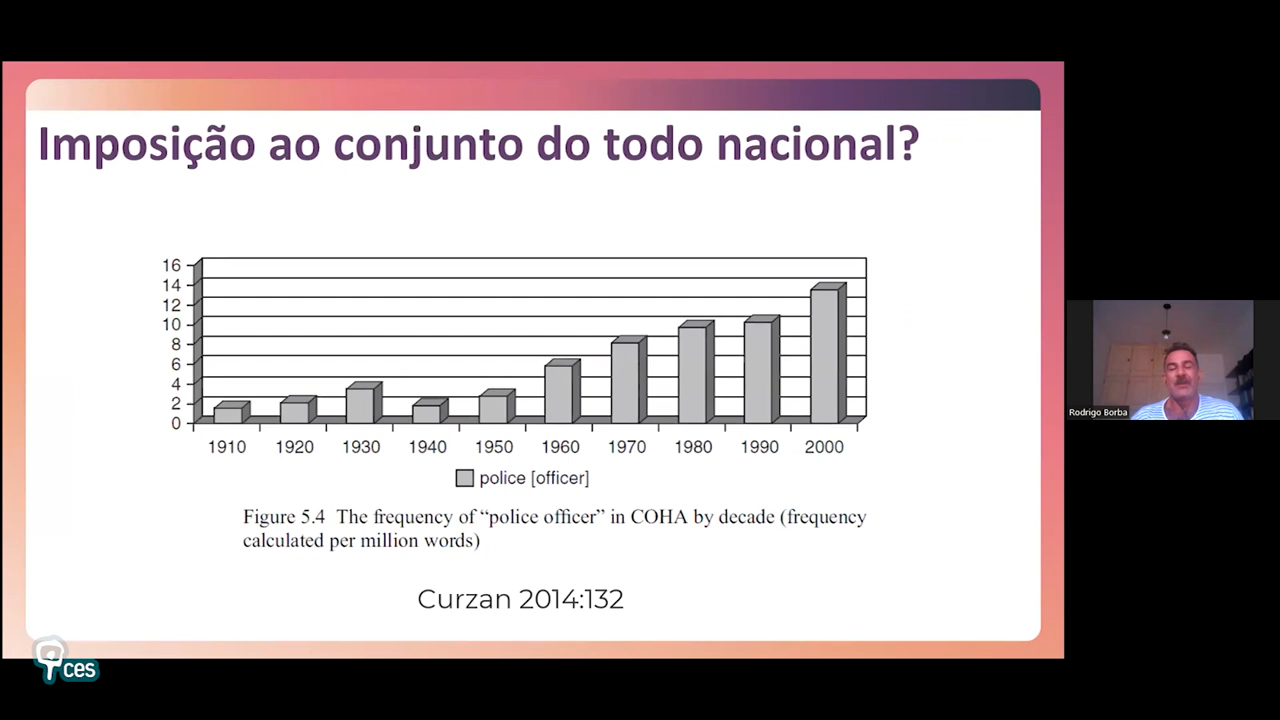 Imposição ao conjunto do todo nacional?
16
14
12
10
8
6
4
2
0
1910 1920 1930 1940 1950 1960 1970 1980 1990 2000
police [officer]
Figure 5.4 The frequency of “police officer” in COHA by decade (frequency
calculated per million words)
Curzan 2014:132
Rodrigo Borba
ces